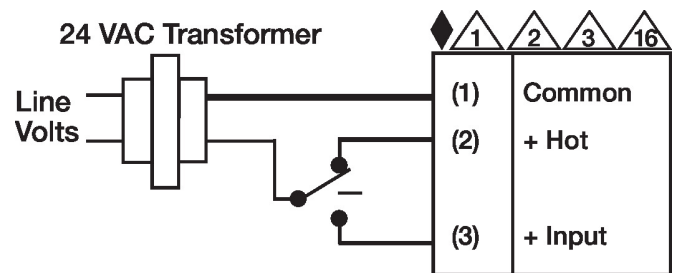 24 VAC Transformer
1 2 3 16
Line
Volts
(1) Common
(2) + Hot
(3) + Input